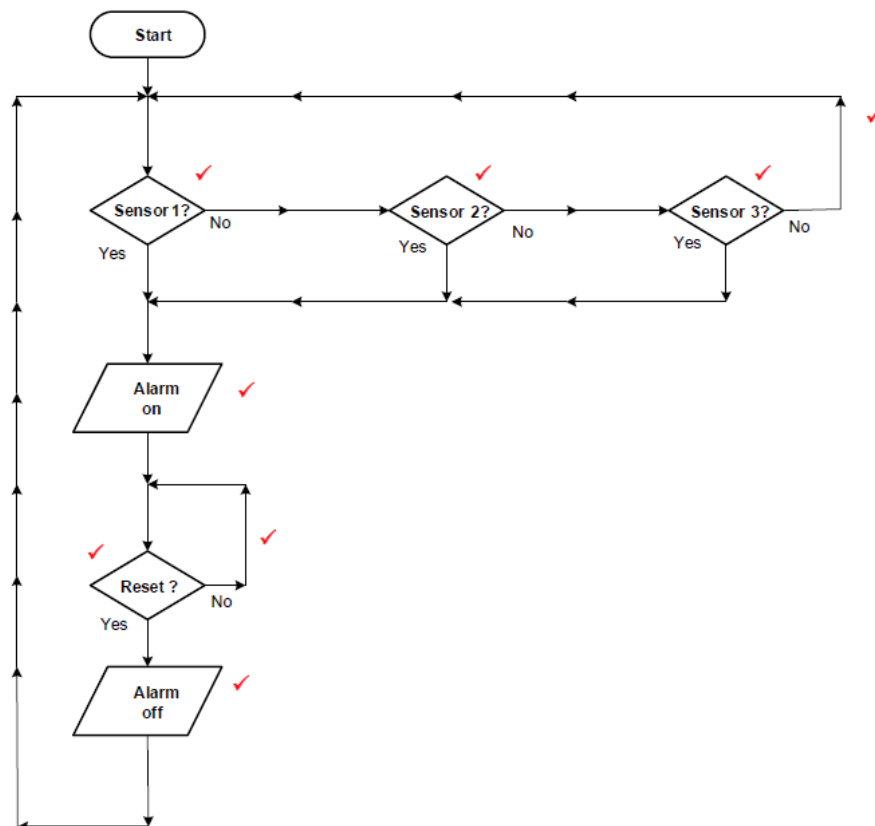 Start
Sensor 1?
No
Yes
Sensor 2?
No
Yes
Sensor 3?
No
Yes
Alarm
on
Reset ?
No
Yes
Alarm
off